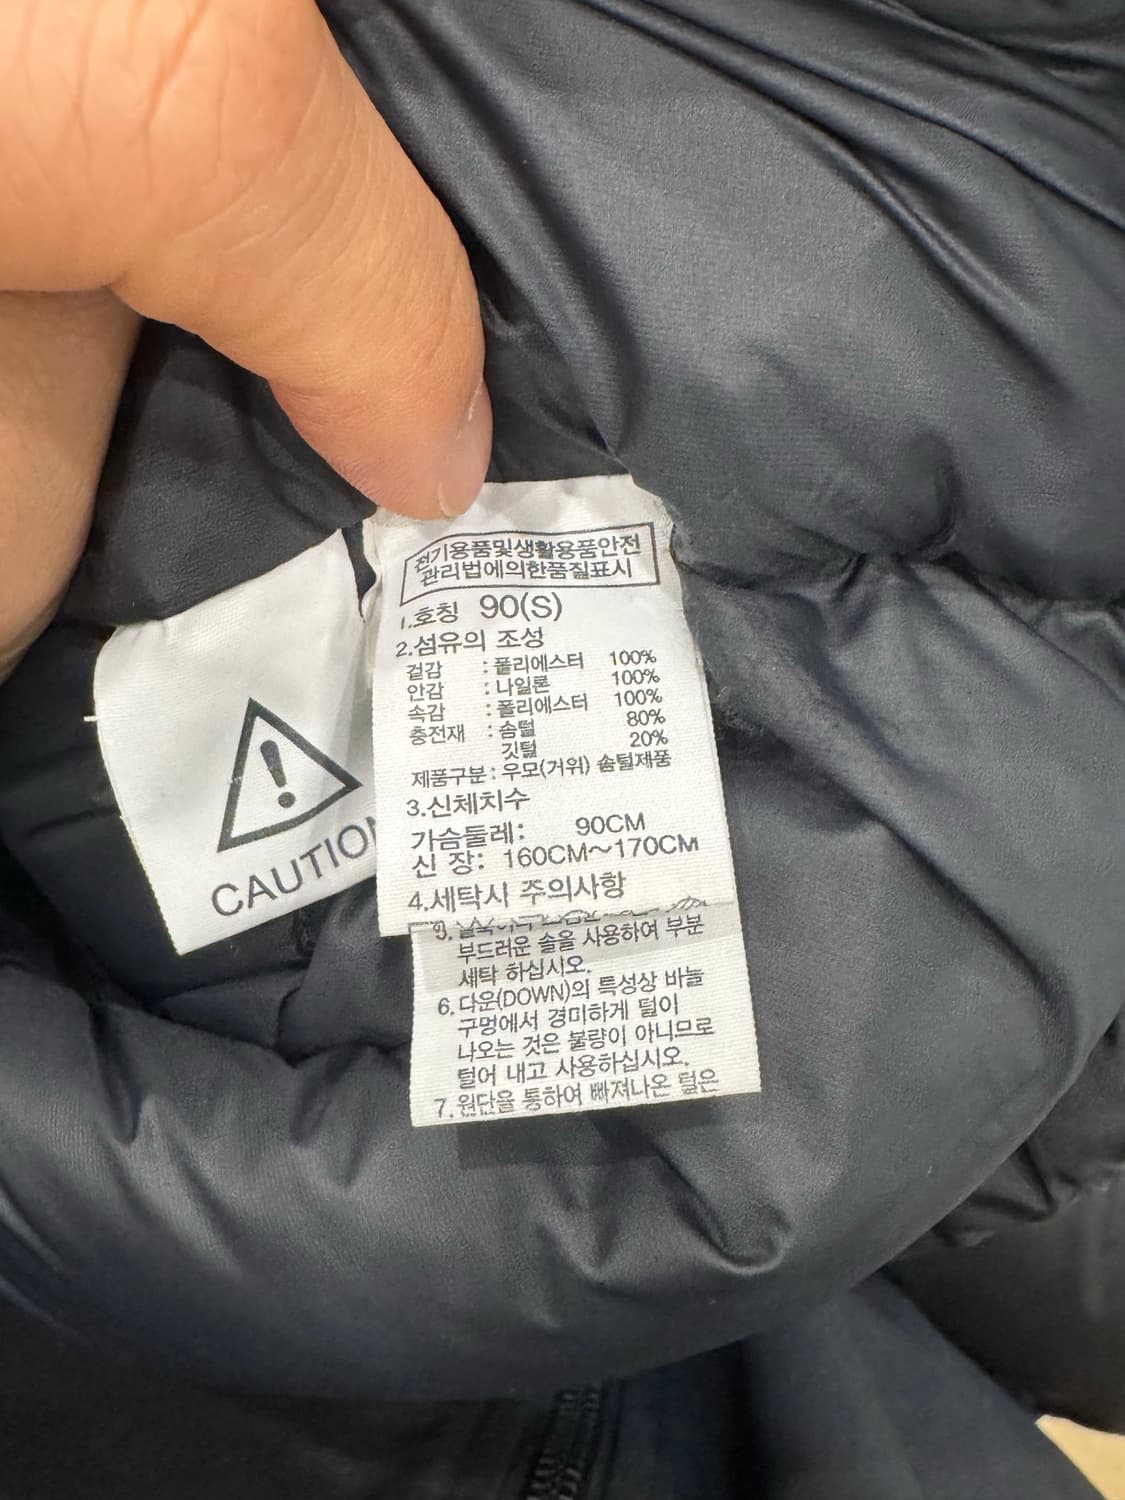 CAUTION
전기용품및생활용품안전
관리법에의한품질표시
1.호칭 90(S)
2.섬유의 조성
겉감 : 폴리에스터 100%
안감 : 나일론 100%
속감 : 폴리에스터 100%
충전재 : 솜털 80%
깃털 20%
제품구분 : 우모(거위) 솜털제품
3.신체치수
가슴둘레: 90CM
신 장: 160CM~170CM
4.세탁시 주의사항
부드러운 솔을 사용하여 부분
세탁 하십시오.
6.다운(DOWN)의 특성상 바늘
구멍에서 경미하게 털이
나오는 것은 불량이 아니므로
털어 내고 사용하십시오.
7.원단을 통하여 빠져나온 털은